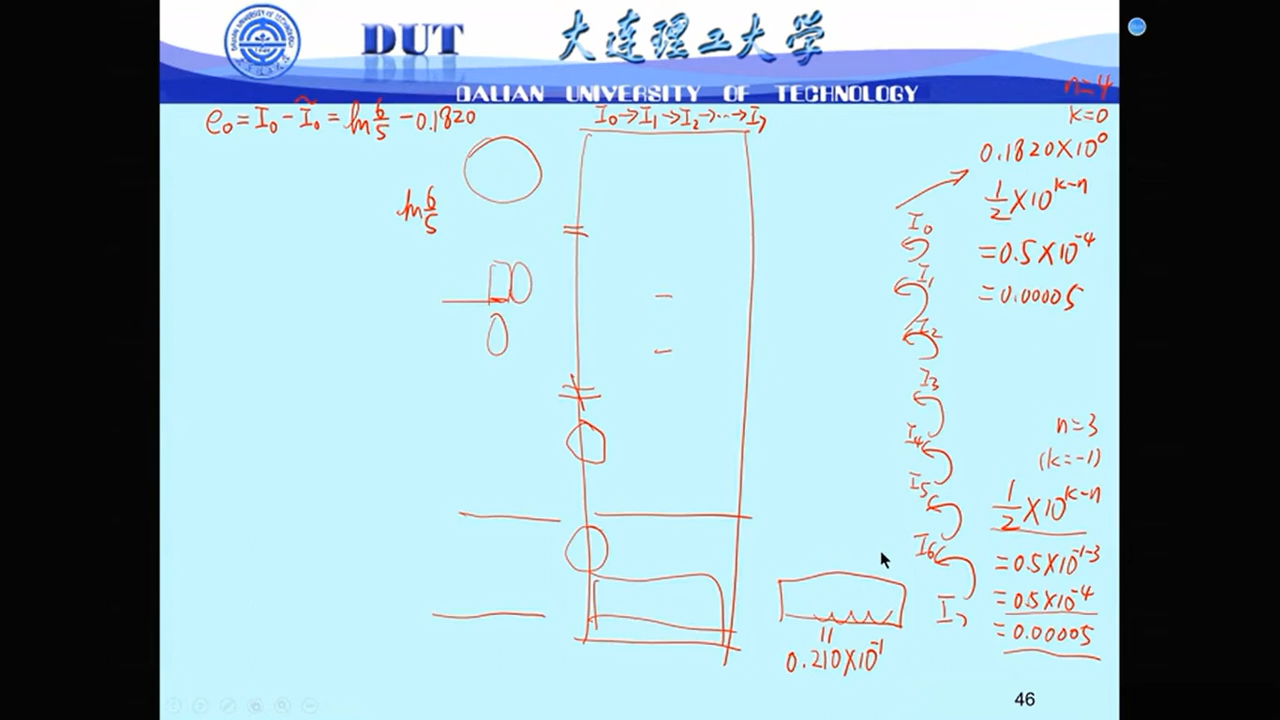 DUT 大连理工大学
DALIAN UNIVERSITY OF TECHNOLOGY
e₀ = I₀ - Ĩ₀ = ln 6/5 - 0.1820
I₀→I₁→I₂→...→I₇
ln 6/5
n=4
k=0
0.1820×10⁰
1/2×10ᵏ⁻ⁿ
=0.5×10⁻⁴
=0.00005
I₀
I₁
I₂
I₃
I₄
I₅
I₆
I₇
n=3
(k=-1)
1/2×10ᵏ⁻ⁿ
=0.5×10⁻¹⁻³
=0.5×10⁻⁴
=0.00005
0.210×10⁻¹
46